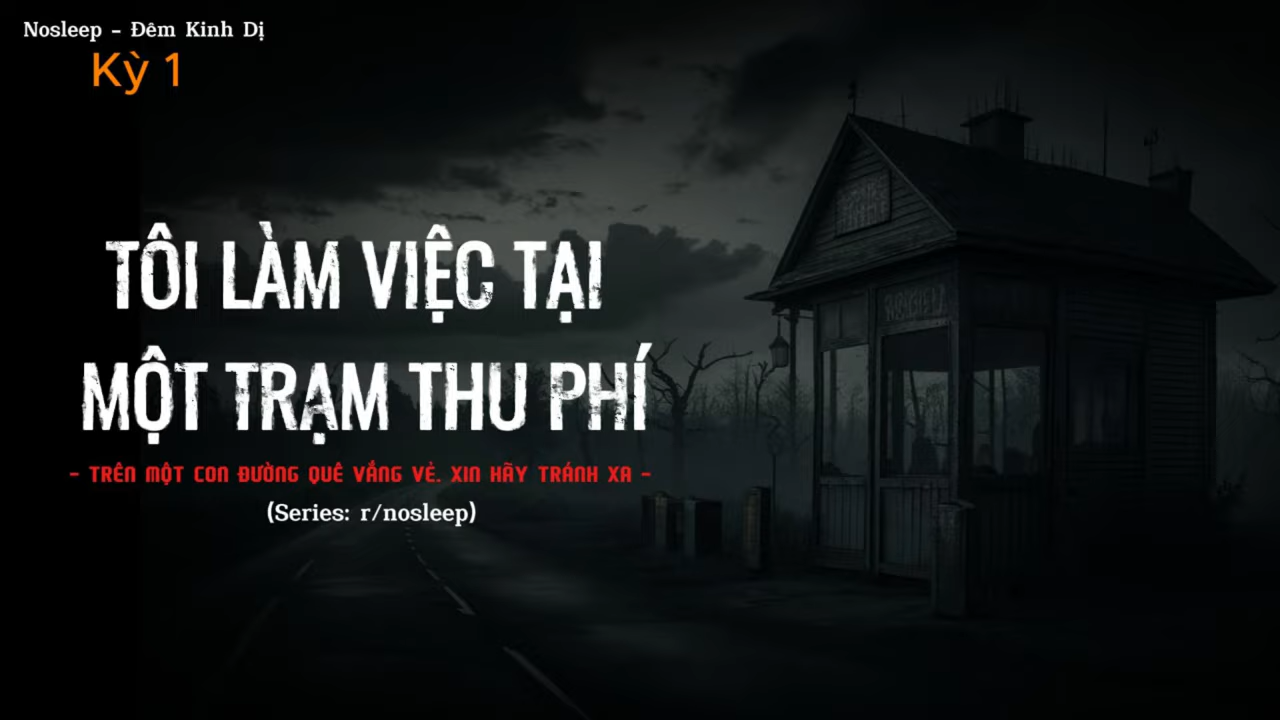 Nosleep - Đêm Kinh Dị
Kỳ 1
TÔI LÀM VIỆC TẠI
MỘT TRẠM THU PHÍ
- TRÊN MỘT CON ĐƯỜNG QUÊ VẮNG VẺ. XIN HÃY TRÁNH XA -
(Series: r/nosleep)